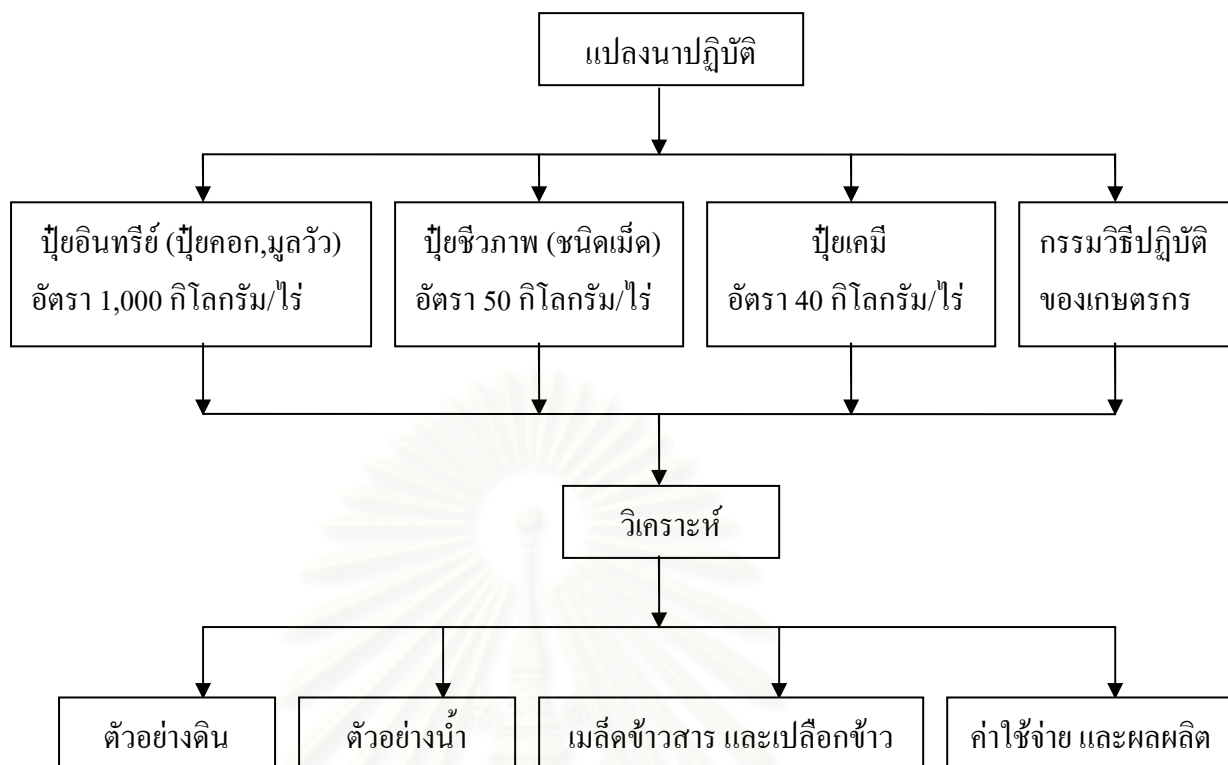 แปลงนาปฏิบัติ
ปุ๋ยอินทรีย์ (ปุ๋ยคอก,มูลวัว)
อัตรา 1,000 กิโลกรัม/ไร่
ปุ๋ยชีวภาพ (ชนิดเม็ด)
อัตรา 50 กิโลกรัม/ไร่
ปุ๋ยเคมี
อัตรา 40 กิโลกรัม/ไร่
กรรมวิธีปฏิบัติ
ของเกษตรกร
วิเคราะห์
ตัวอย่างดิน
ตัวอย่างน้ำ
เมล็ดข้าวสาร และเปลือกข้าว
ค่าใช้จ่าย และผลผลิต